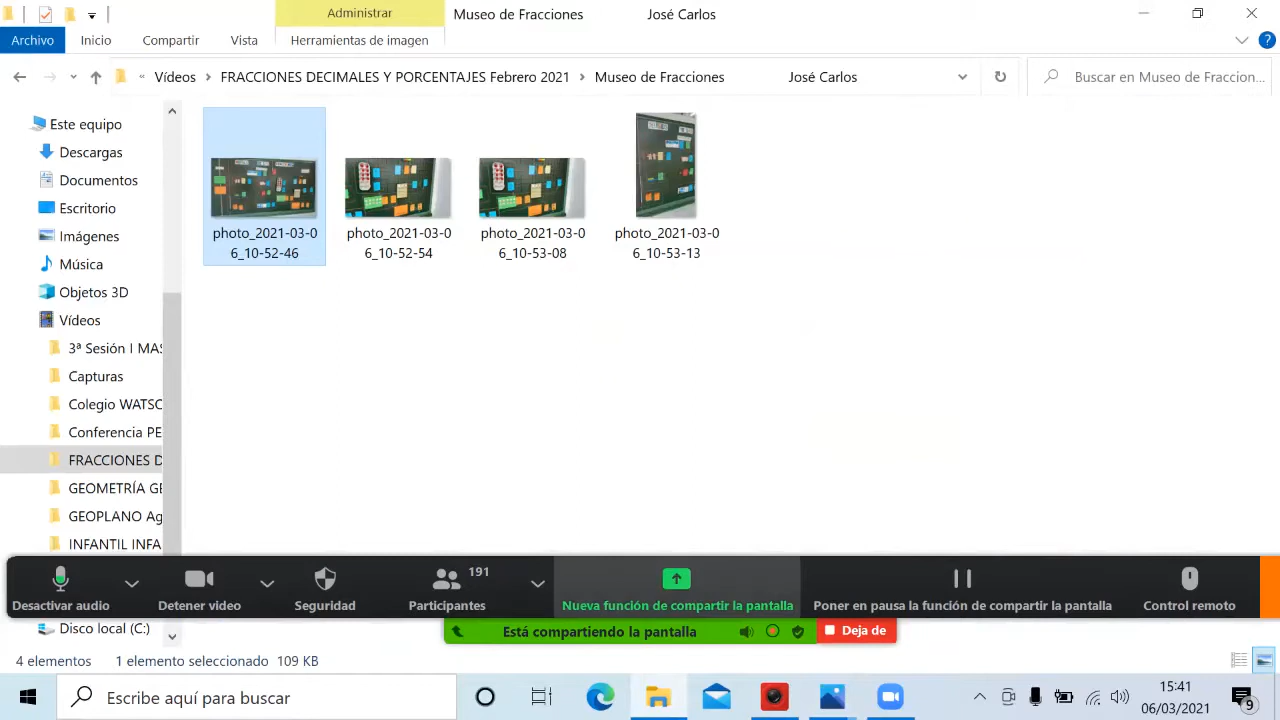 Administrar
Museo de Fracciones José Carlos
Archivo Inicio Compartir Vista Herramientas de imagen
« Vídeos › FRACCIONES DECIMALES Y PORCENTAJES Febrero 2021 › Museo de Fracciones José Carlos
Buscar en Museo de Fraccion...
Este equipo
Descargas
Documentos
Escritorio
Imágenes
Música
Objetos 3D
Vídeos
3ª Sesión I MAS
Capturas
Colegio WATSO
Conferencia PE
FRACCIONES D
GEOMETRÍA GE
GEOPLANO Ag
INFANTIL INFA
Disco local (C:)
photo_2021-03-0
6_10-52-46
photo_2021-03-0
6_10-52-54
photo_2021-03-0
6_10-53-08
photo_2021-03-0
6_10-53-13
Desactivar audio
Detener video
Seguridad
191
Participantes
Nueva función de compartir la pantalla
Poner en pausa la función de compartir la pantalla
Control remoto
Está compartiendo la pantalla
Deja de
4 elementos 1 elemento seleccionado 109 KB
Escribe aquí para buscar
15:41
06/03/2021
9